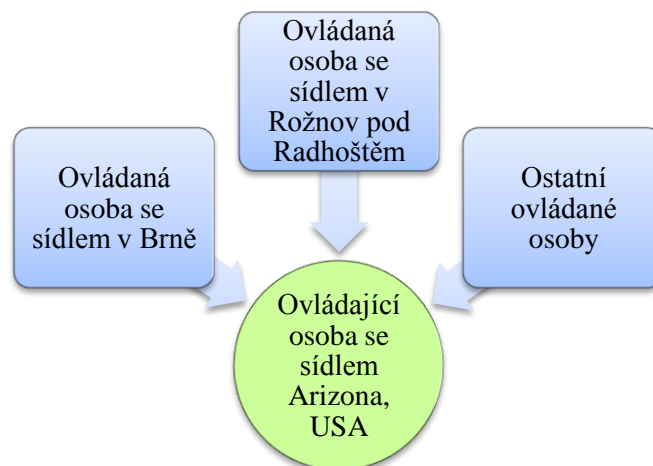 Ovládaná
osoba se
sídlem v
Rožnov pod
Radhoštěm
Ovládaná
osoba se
sídlem v Brně
Ostatní
ovládané
osoby
Ovládající
osoba se
sídlem
Arizona,
USA